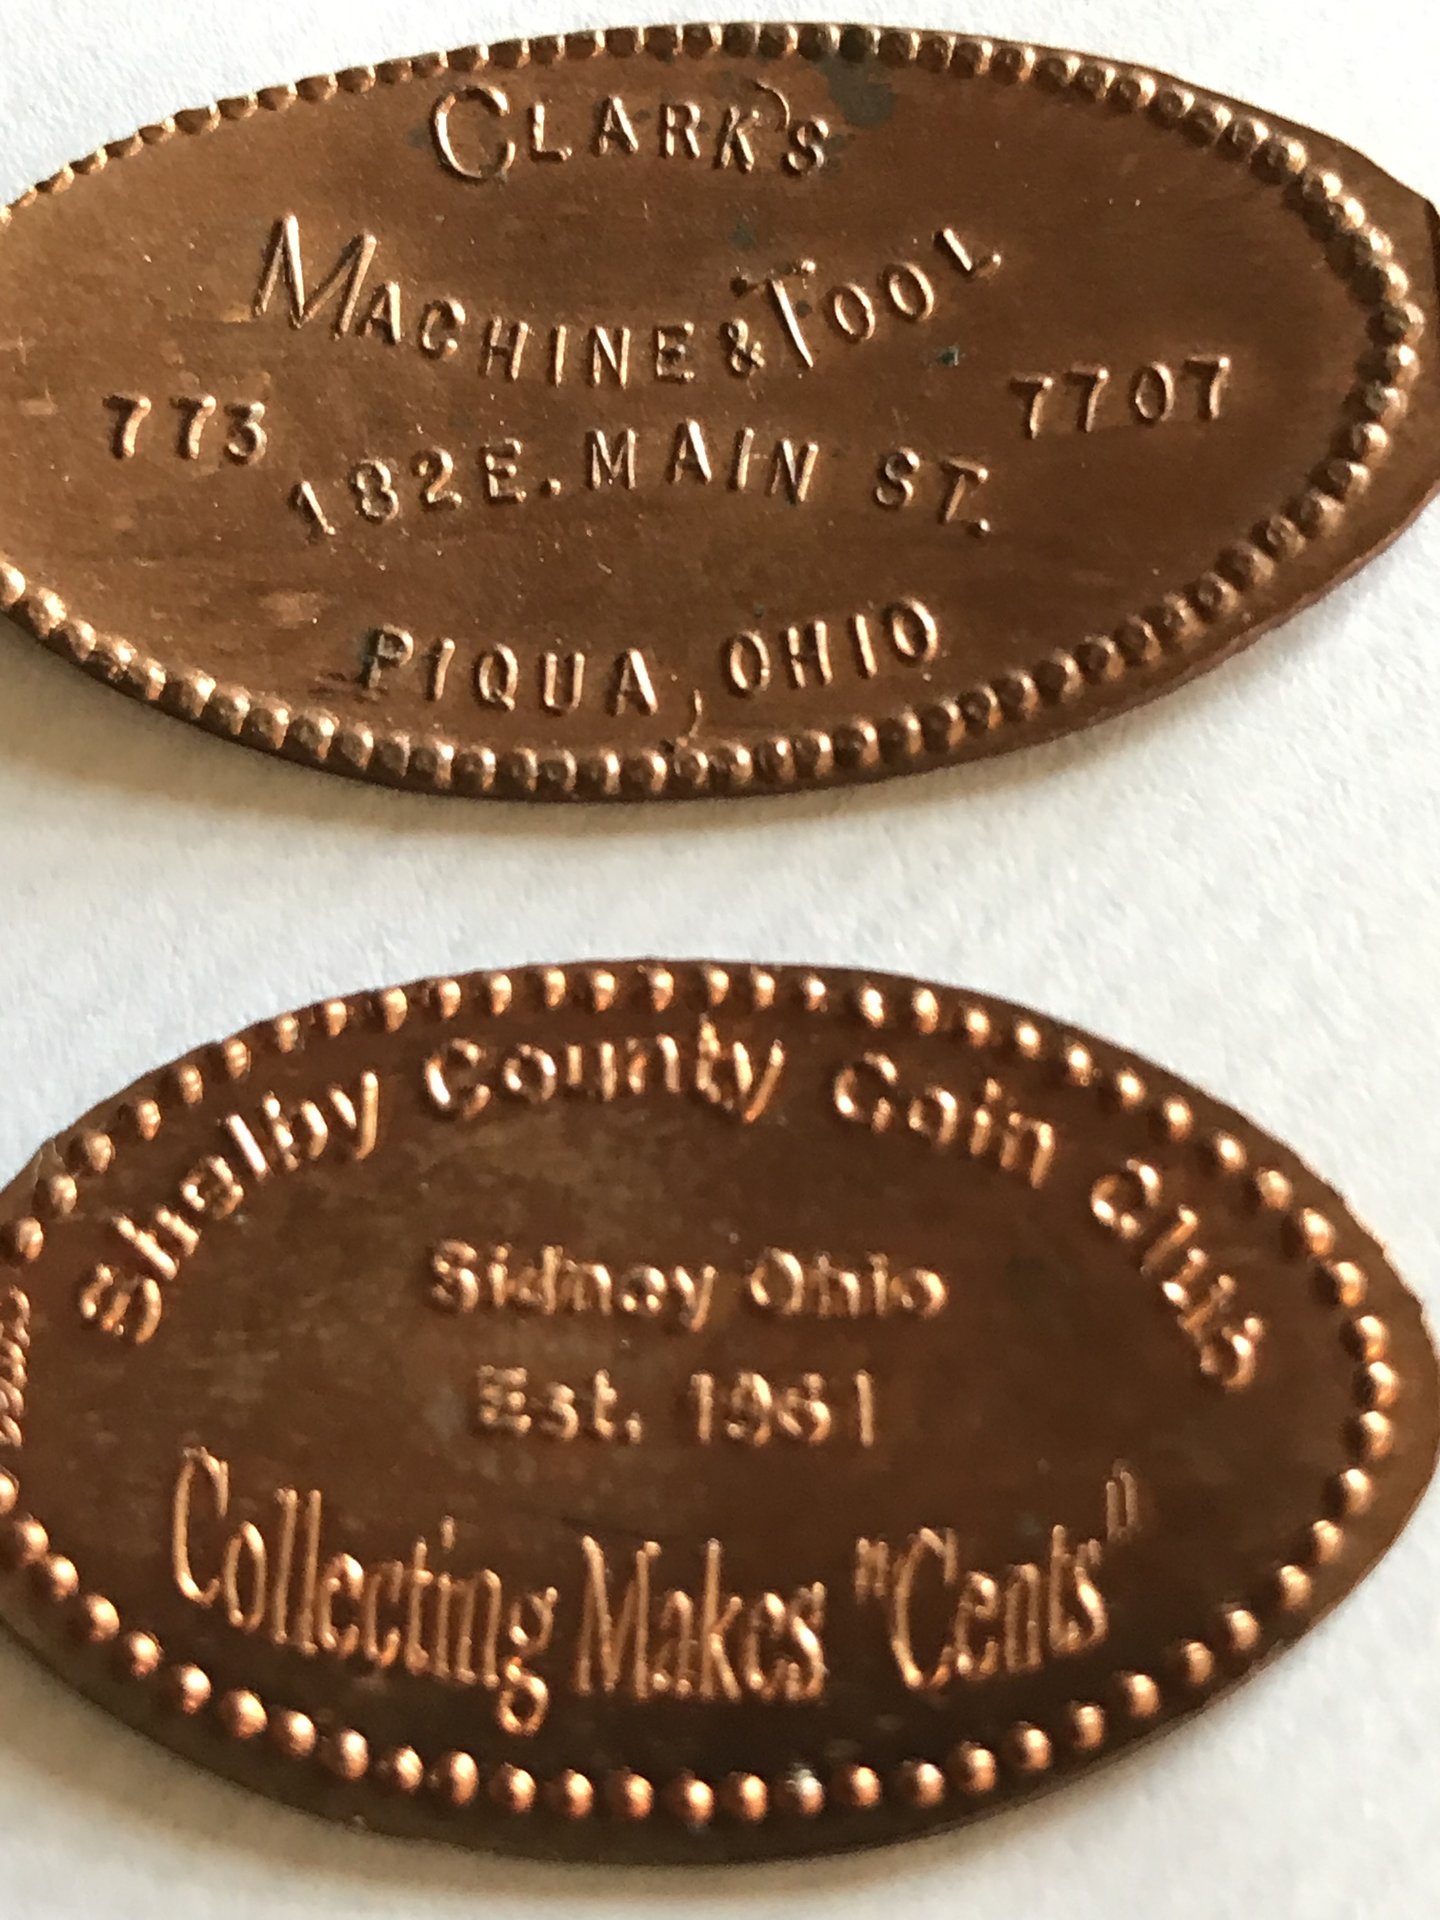 CLARK'S
MACHINE & TOOL
773 7707
182 E. MAIN ST.
PIQUA, OHIO
Shelby County Coin Club
Sidney Ohio
Est. 1961
Collecting Makes "Cents"